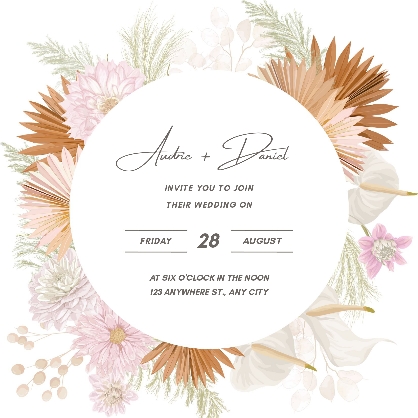 Audric + Daniel
INVITE YOU TO JOIN
THEIR WEDDING ON
FRIDAY 28 AUGUST
AT SIX O'CLOCK IN THE NOON
123 ANYWHERE ST., ANY CITY